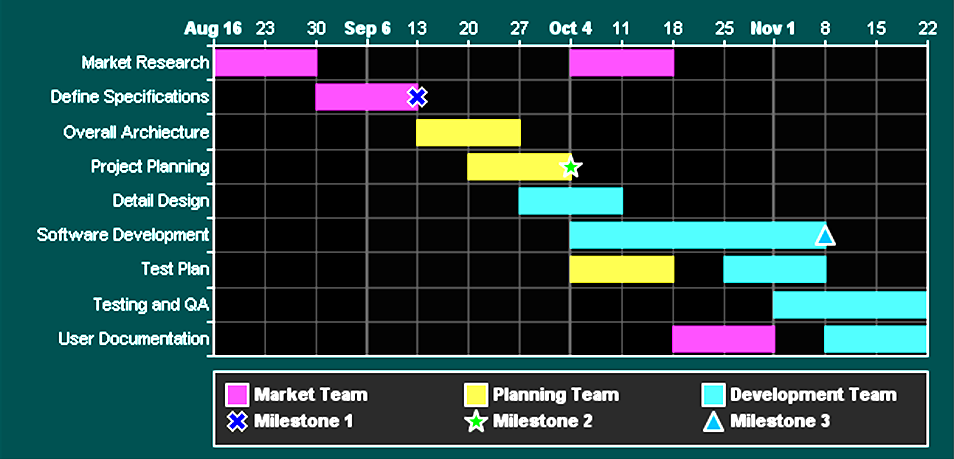 Aug 16 23 30 Sep 6 13 20 27 Oct 4 11 18 25 Nov 1 8 15 22
Market Research
Define Specifications
Overall Archiecture
Project Planning
Detail Design
Software Development
Test Plan
Testing and QA
User Documentation
Market Team Planning Team Development Team
Milestone 1 Milestone 2 Milestone 3